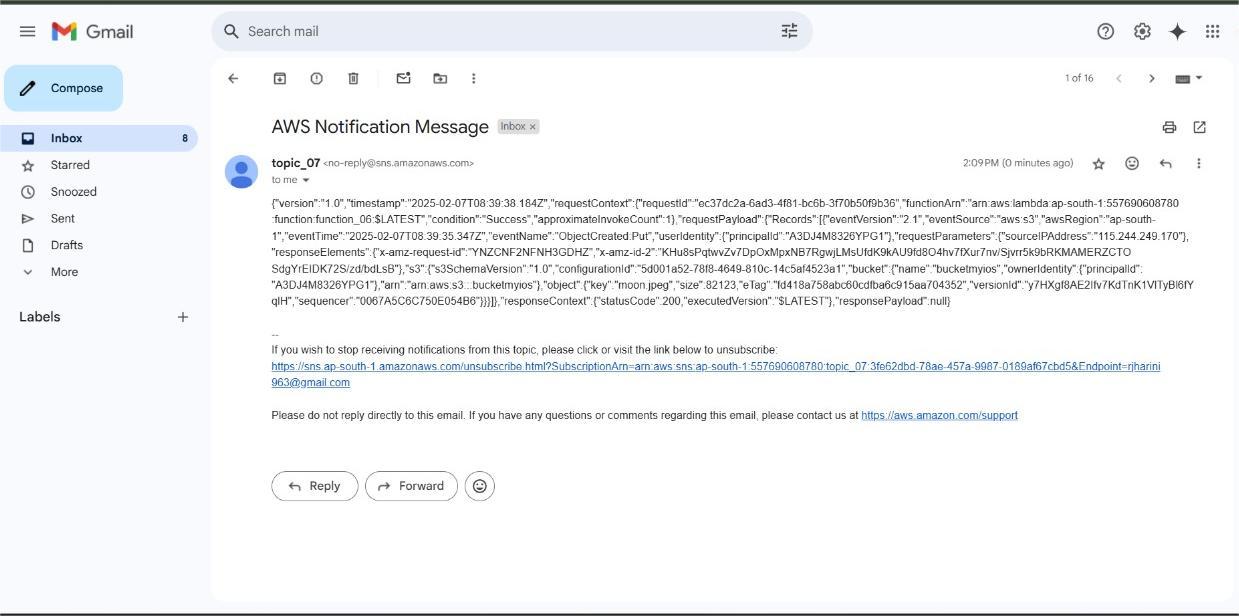 Gmail
Search mail
Compose
1 of 16
Inbox 8
Starred
Snoozed
Sent
Drafts
More
Labels
AWS Notification Message Inbox ×
topic_07 <no-reply@sns.amazonaws.com> 2:09 PM (0 minutes ago)
to me
{"version":"1.0","timestamp":"2025-02-07T08:39:38.184Z","requestContext":{"requestId":"ec37dc2a-6ad3-4f81-bc6b-3f70b50f9b36","functionArn":"arn:aws:lambda:ap-south-1:557690608780
:function:function_06:$LATEST","condition":"Success","approximateInvokeCount":1},"requestPayload":{"Records":[{"eventVersion":"2.1","eventSource":"aws:s3","awsRegion":"ap-south-
1","eventTime":"2025-02-07T08:39:35.347Z","eventName":"ObjectCreated:Put","userIdentity":{"principalId":"A3DJ4M8326YPG1"},"requestParameters":{"sourceIPAddress":"115.244.249.170"},
"responseElements":{"x-amz-request-id":"YNZCNF2NFNH3GDHZ","x-amz-id-2":"KHu8sPqtwvZv7DpOxMpxNB7RgwjLMsUfdK9kAU9fd8O4hv7fXur7nv/Sjvrr5k9bRKMAMERZCTO
SdgYrEIDK72S/zd/bdLsB"},"s3":{"s3SchemaVersion":"1.0","configurationId":"5d001a52-78f8-4649-810c-14c5af4523a1","bucket":{"name":"bucketmyios","ownerIdentity":{"principalId":
"A3DJ4M8326YPG1"},"arn":"arn:aws:s3:::bucketmyios"},"object":{"key":"moon.jpeg","size":82123,"eTag":"fd418a758abc60cdfba6c915aa704352","versionId":"y7HXgf8AE2Ifv7KdTnK1VlTyBl6fY
qIH","sequencer":"0067A5C6C750E054B6"}}}]},"responseContext":{"statusCode":200,"executedVersion":"$LATEST"},"responsePayload":null}
--
If you wish to stop receiving notifications from this topic, please click or visit the link below to unsubscribe:
https://sns.ap-south-1.amazonaws.com/unsubscribe.html?SubscriptionArn=arn:aws:sns:ap-south-1:557690608780:topic_07:3fe62dbd-78ae-457a-9987-0189af67cbd5&Endpoint=rjharini
963@gmail.com
Please do not reply directly to this email. If you have any questions or comments regarding this email, please contact us at https://aws.amazon.com/support
Reply Forward